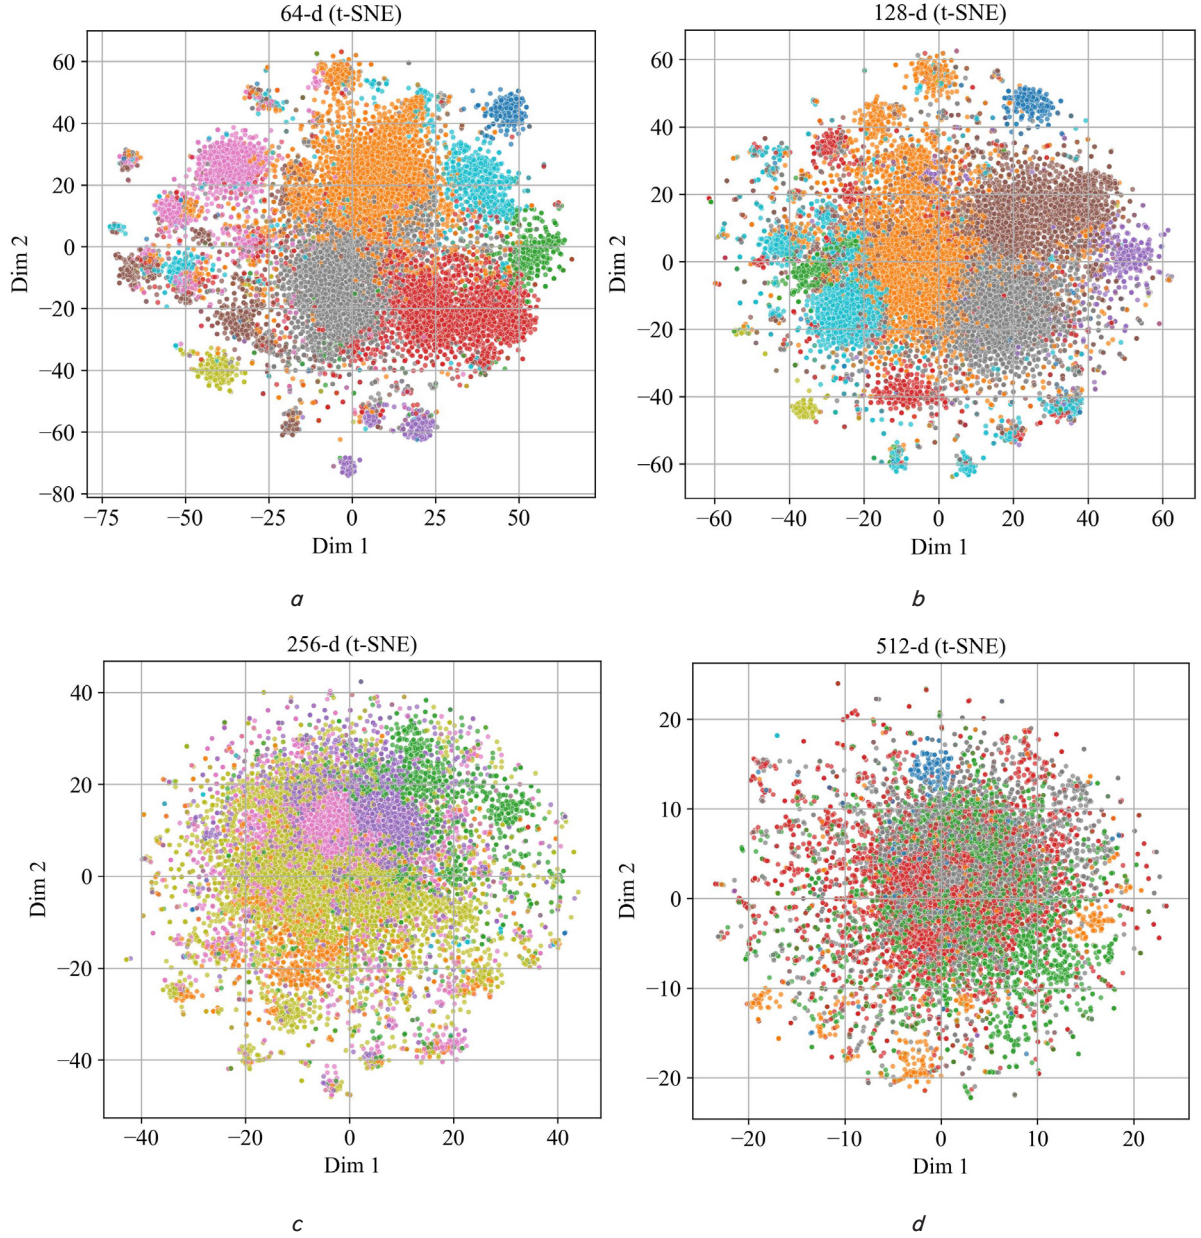 64-d (t-SNE)
128-d (t-SNE)
60
40
20
0
−20
−40
−60
−80
Dim 2
−75 −50 −25 0 25 50
Dim 1
60
40
20
0
−20
−40
−60
Dim 2
−60 −40 −20 0 20 40 60
Dim 1
a
b
256-d (t-SNE)
512-d (t-SNE)
40
20
0
−20
−40
Dim 2
−40 −20 0 20 40
Dim 1
20
10
0
−10
−20
Dim 2
−20 −10 0 10 20
Dim 1
c
d